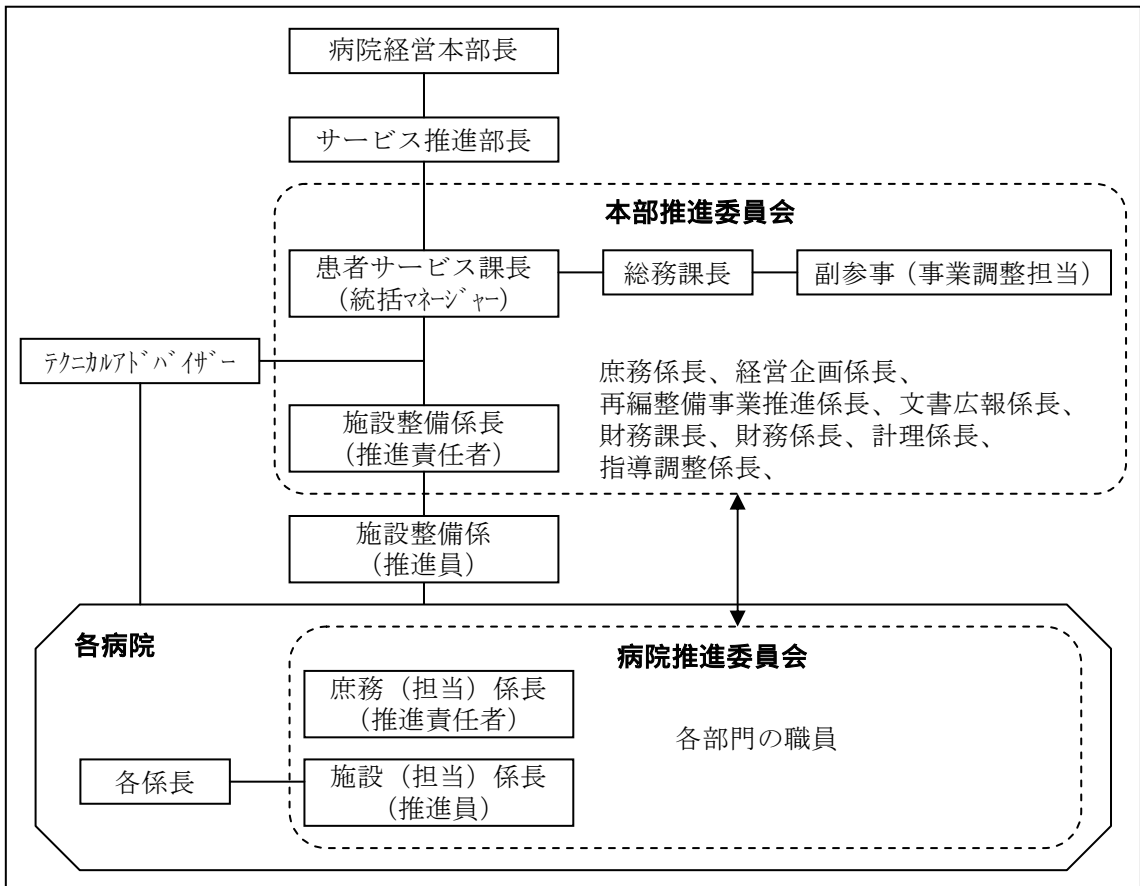 病院経営本部長
サービス推進部長
本部推進委員会
患者サービス課長
(統括ﾏﾈｰｼﾞｬｰ)
総務課長
副参事(事業調整担当)
ﾃｸﾆｶﾙｱﾄﾞﾊﾞｲｻﾞｰ
庶務係長、経営企画係長、
再編整備事業推進係長、文書広報係長、
財務課長、財務係長、計理係長、
指導調整係長、
施設整備係長
(推進責任者)
施設整備係
(推進員)
各病院
病院推進委員会
庶務(担当)係長
(推進責任者)
各部門の職員
各係長
施設(担当)係長
(推進員)